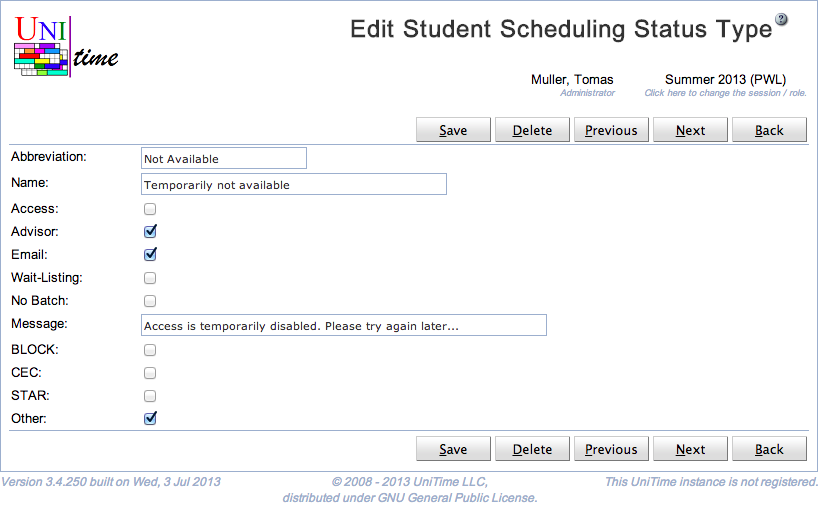 UNI
time
Edit Student Scheduling Status Type
?
Muller, Tomas
Summer 2013 (PWL)
Administrator
Click here to change the session / role.
Save Delete Previous Next Back
Abbreviation: Not Available
Name: Temporarily not available
Access:
Advisor:
Email:
Wait-Listing:
No Batch:
Message: Access is temporarily disabled. Please try again later...
BLOCK:
CEC:
STAR:
Other:
Save Delete Previous Next Back
Version 3.4.250 built on Wed, 3 Jul 2013
© 2008 - 2013 UniTime LLC,
distributed under GNU General Public License.
This UniTime instance is not registered.